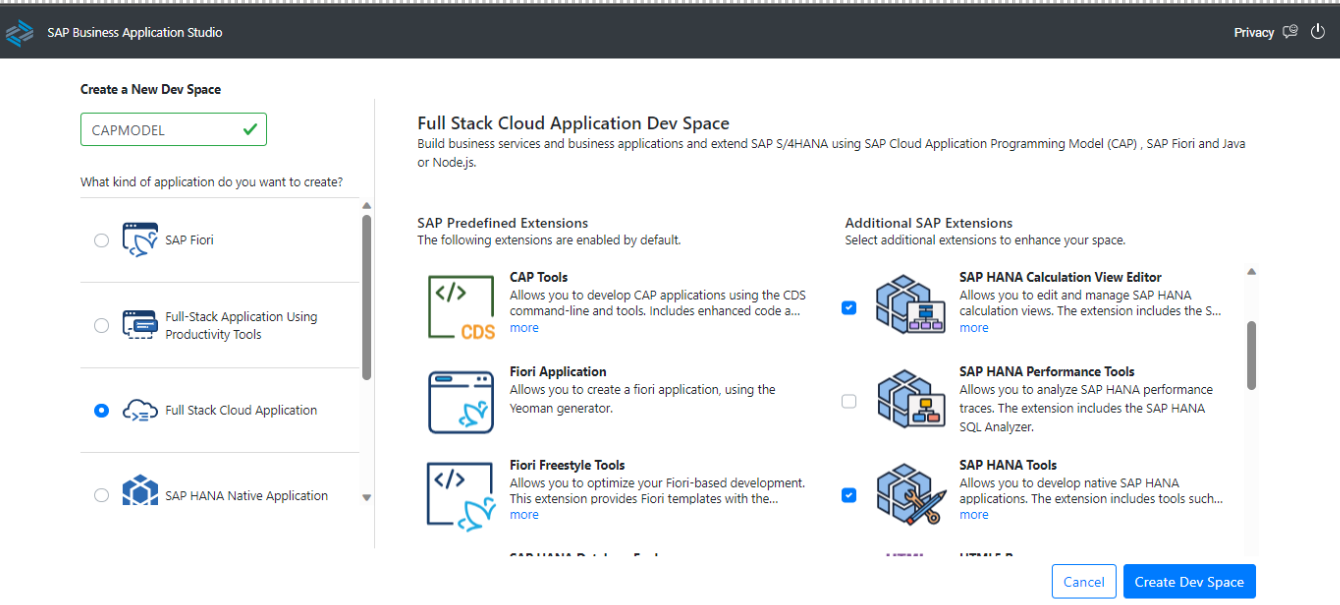 SAP Business Application Studio
Privacy
Create a New Dev Space
CAPMODEL
What kind of application do you want to create?
SAP Fiori
Full-Stack Application Using
Productivity Tools
Full Stack Cloud Application
SAP HANA Native Application
Full Stack Cloud Application Dev Space
Build business services and business applications and extend SAP S/4HANA using SAP Cloud Application Programming Model (CAP) , SAP Fiori and Java
or Node.js.
SAP Predefined Extensions
The following extensions are enabled by default.
</>
CDS
CAP Tools
Allows you to develop CAP applications using the CDS
command-line and tools. Includes enhanced code a...
more
Fiori Application
Allows you to create a fiori application, using the
Yeoman generator.
</>
Fiori Freestyle Tools
Allows you to optimize your Fiori-based development.
This extension provides Fiori templates with the...
more
Additional SAP Extensions
Select additional extensions to enhance your space.
SAP HANA Calculation View Editor
Allows you to edit and manage SAP HANA
calculation views. The extension includes the S...
more
SAP HANA Performance Tools
Allows you to analyze SAP HANA performance
traces. The extension includes the SAP HANA
SQL Analyzer.
SAP HANA Tools
Allows you to develop native SAP HANA
applications. The extension includes tools such...
more
Cancel
Create Dev Space